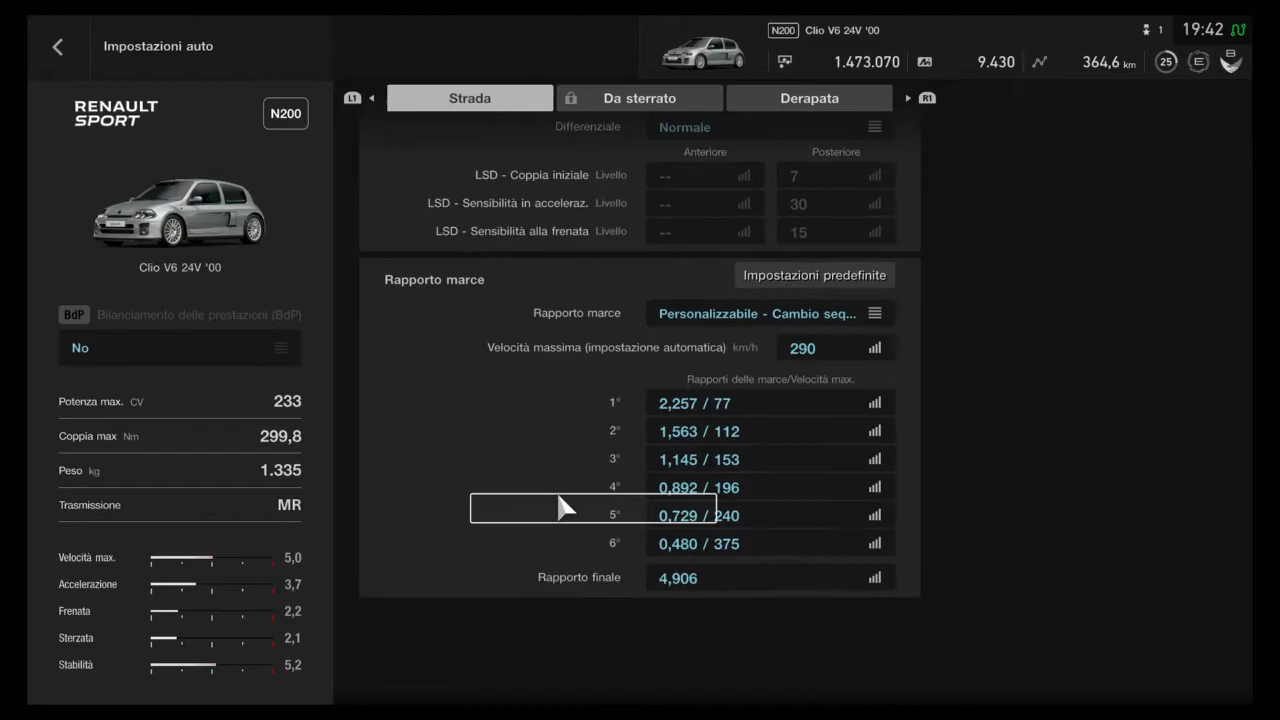 Impostazioni auto
N200 Clio V6 24V '00
1
19:42
1.473.070
9.430
364,6 km
25
E
B
RENAULT
SPORT
N200
Clio V6 24V '00
BdP Bilanciamento delle prestazioni (BdP)
No
Potenza max. CV 233
Coppia max Nm 299,8
Peso kg 1.335
Trasmissione MR
Velocità max. 5,0
Accelerazione 3,7
Frenata 2,2
Sterzata 2,1
Stabilità 5,2
L1 Strada Da sterrato Derapata R1
Differenziale Normale
Anteriore Posteriore
LSD - Coppia iniziale Livello -- 7
LSD - Sensibilità in acceleraz. Livello -- 30
LSD - Sensibilità alla frenata Livello -- 15
Rapporto marce Impostazioni predefinite
Rapporto marce Personalizzabile - Cambio seq...
Velocità massima (impostazione automatica) km/h 290
Rapporti delle marce/Velocità max.
1° 2,257 / 77
2° 1,563 / 112
3° 1,145 / 153
4° 0,892 / 196
5° 0,729 / 240
6° 0,480 / 375
Rapporto finale 4,906